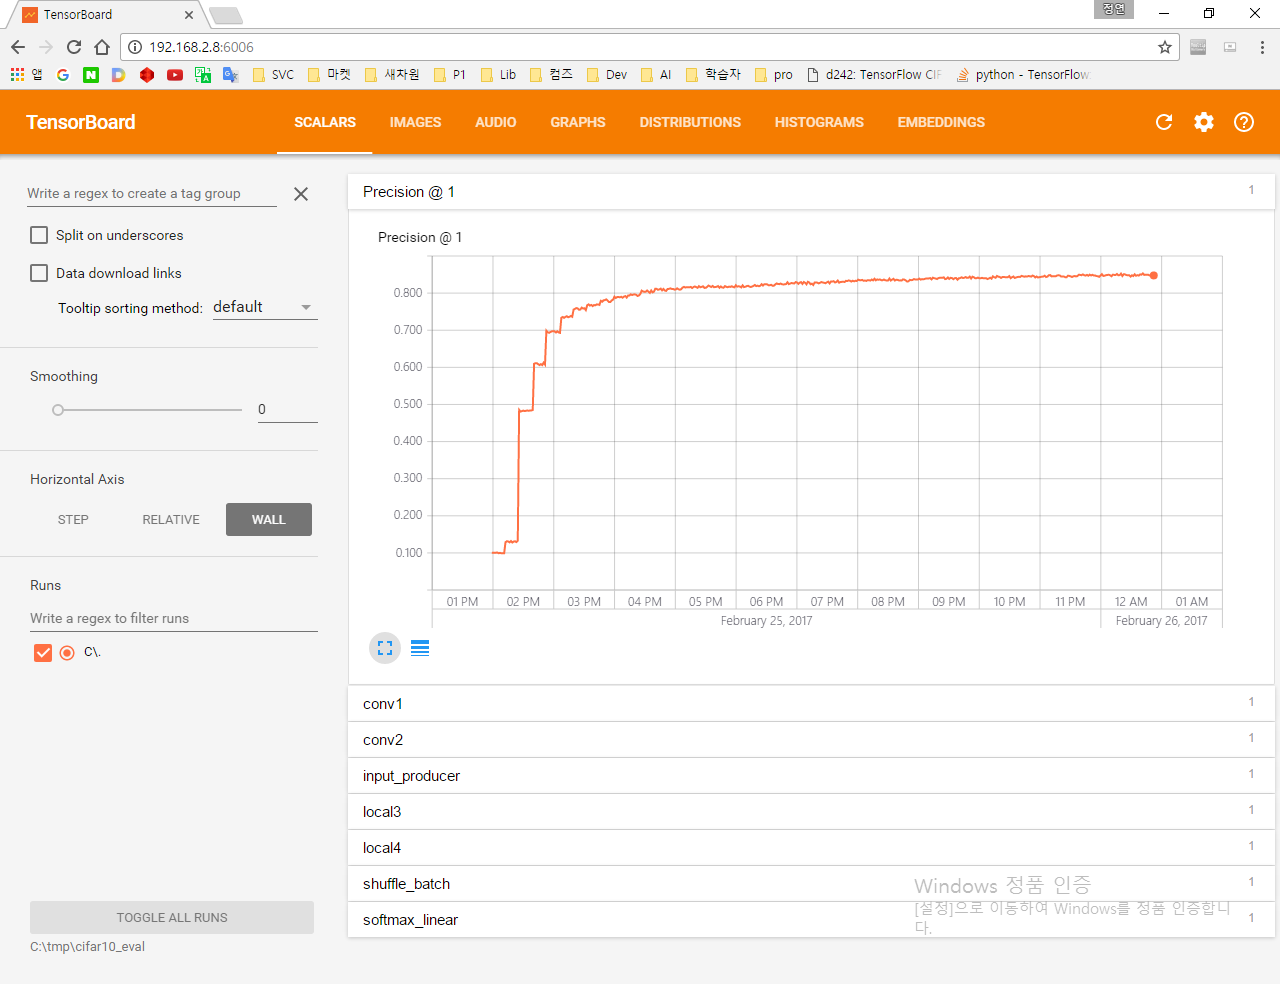 TensorBoard
정연
192.168.2.8:6006
앱 SVC 마켓 새차원 P1 Lib 컴즈 Dev AI 학습자 pro d242: TensorFlow CIF python - TensorFlow
TensorBoard SCALARS IMAGES AUDIO GRAPHS DISTRIBUTIONS HISTOGRAMS EMBEDDINGS
Write a regex to create a tag group
Split on underscores
Data download links
Tooltip sorting method: default
Smoothing
0
Horizontal Axis
STEP RELATIVE WALL
Runs
Write a regex to filter runs
C\.
TOGGLE ALL RUNS
C:\tmp\cifar10_eval
Precision @ 1 1
Precision @ 1
0.800
0.700
0.600
0.500
0.400
0.300
0.200
0.100
01 PM 02 PM 03 PM 04 PM 05 PM 06 PM 07 PM 08 PM 09 PM 10 PM 11 PM 12 AM 01 AM
February 25, 2017 February 26, 2017
conv1 1
conv2 1
input_producer 1
local3 1
local4 1
shuffle_batch 1
softmax_linear 1
Windows 정품 인증
[설정]으로 이동하여 Windows를 정품 인증합니
다.